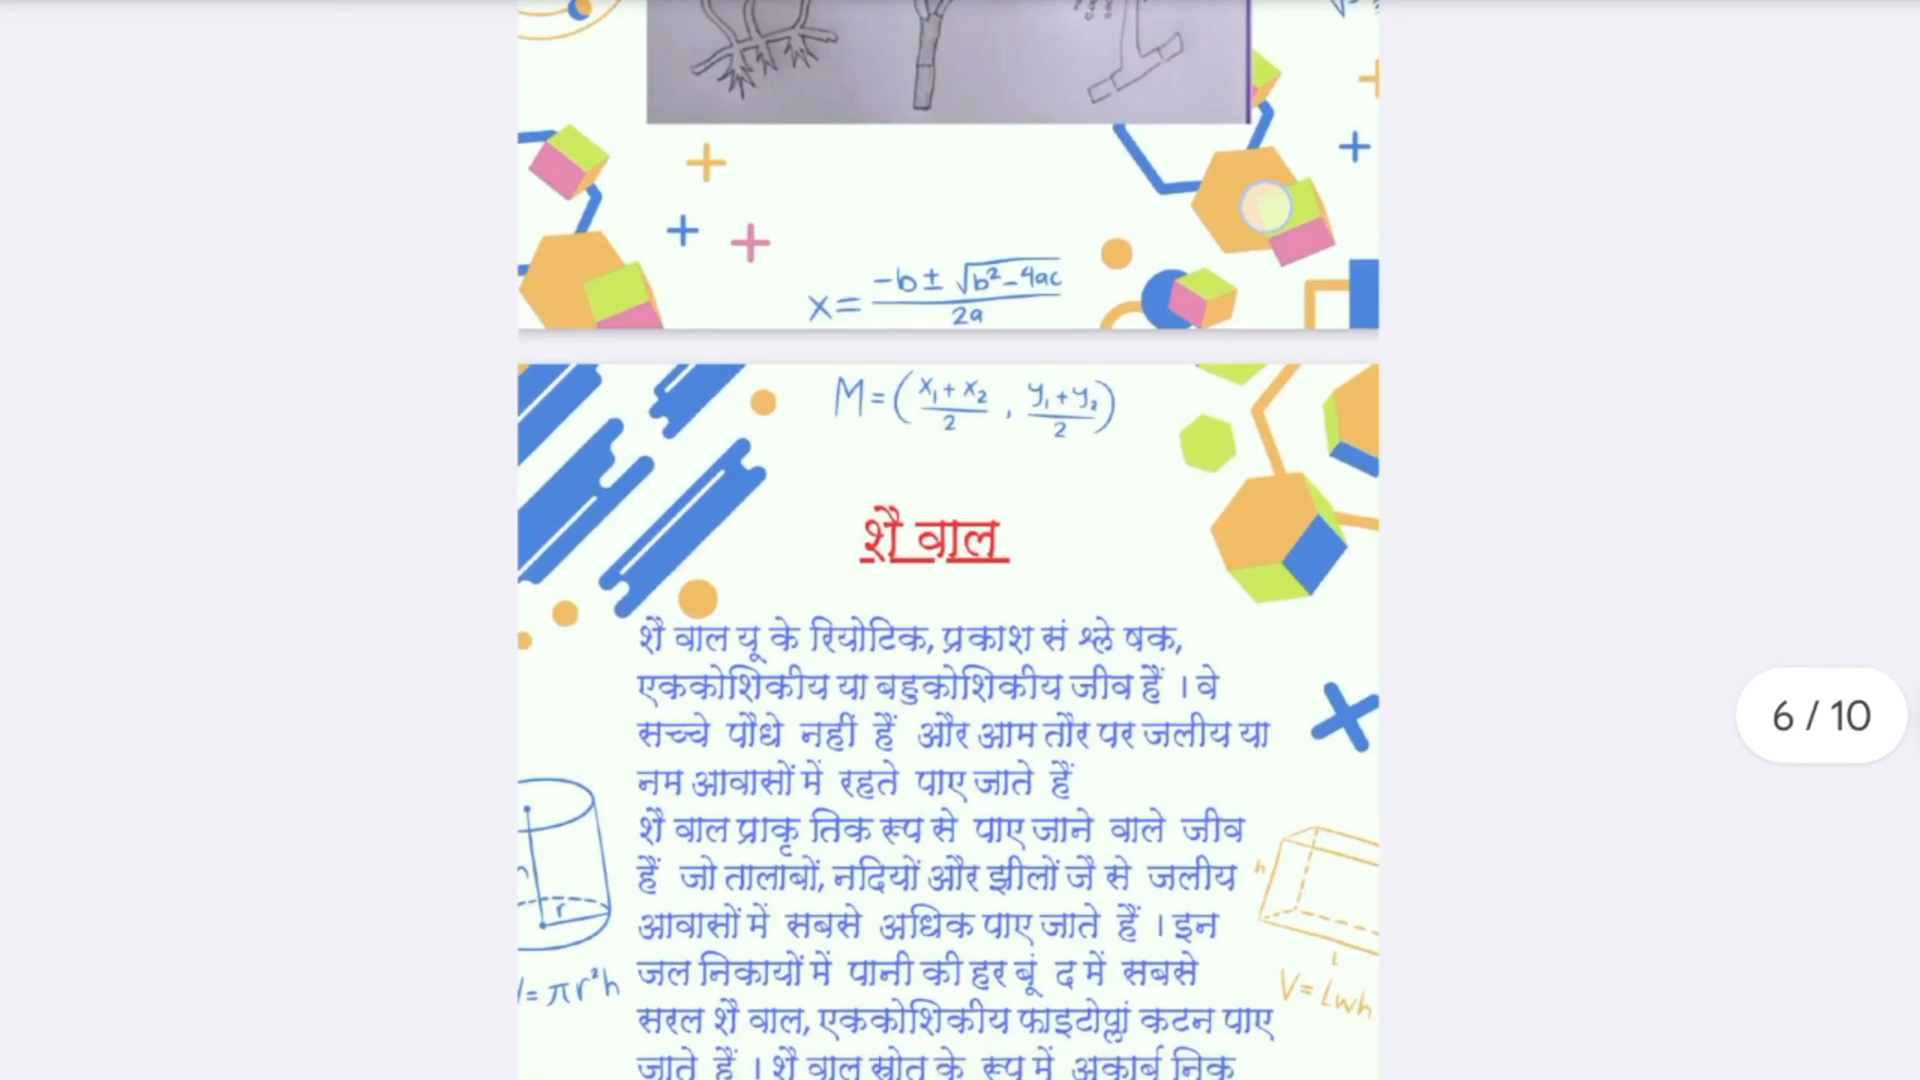 x = -b ± √b² - 4ac / 2a
M = ( x₁ + x₂ / 2 , y₁ + y₂ / 2 )
शै वाल
शै वाल यू के रियोटिक, प्रकाश सं श्ले षक,
एककोशिकीय या बहुकोशिकीय जीव हैं । वे
सच्चे पौधे नहीं हैं और आम तौर पर जलीय या
नम आवासों में रहते पाए जाते हैं
शै वाल प्राकृ तिक रूप से पाए जाने वाले जीव
हैं जो तालाबों, नदियों और झीलों जै से जलीय
आवासों में सबसे अधिक पाए जाते हैं । इन
जल निकायों में पानी की हर बूं द में सबसे
सरल शै वाल, एककोशिकीय फाइटोप्लां कटन पाए
जाते हैं । शै वाल स्रोत के रूप में अकार्ब निक
r
= πr²h
h
L
V = Lwh
6 / 10